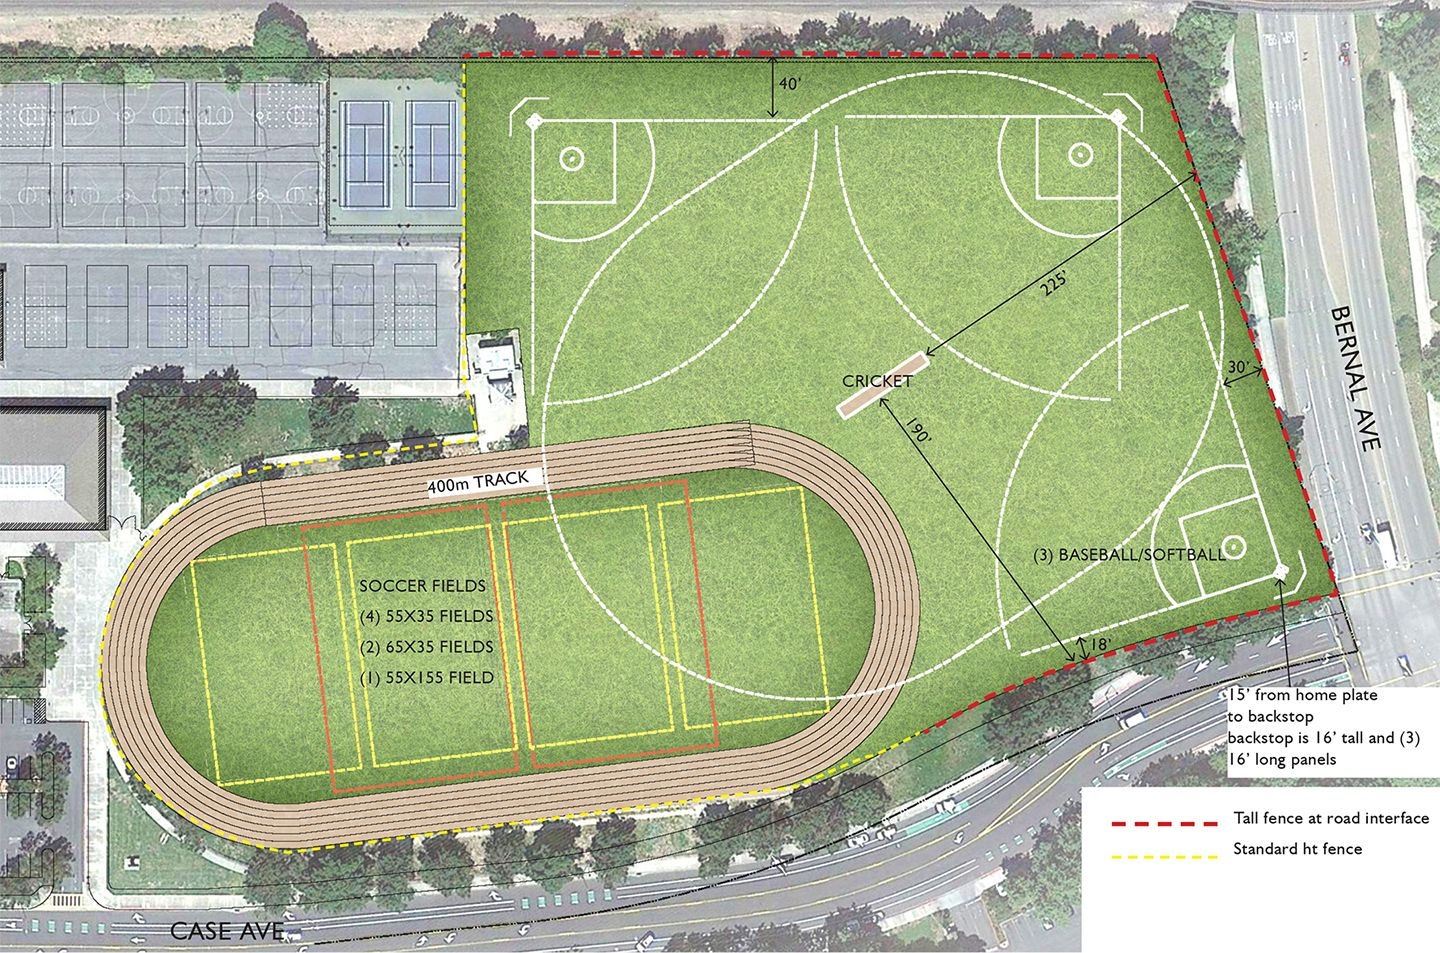 40'
225'
BERNAL AVE
30'
CRICKET
190'
400m TRACK
(3) BASEBALL/SOFTBALL
SOCCER FIELDS
(4) 55X35 FIELDS
(2) 65X35 FIELDS
(1) 55X155 FIELD
18'
15' from home plate
to backstop
backstop is 16' tall and (3)
16' long panels
Tall fence at road interface
Standard ht fence
CASE AVE